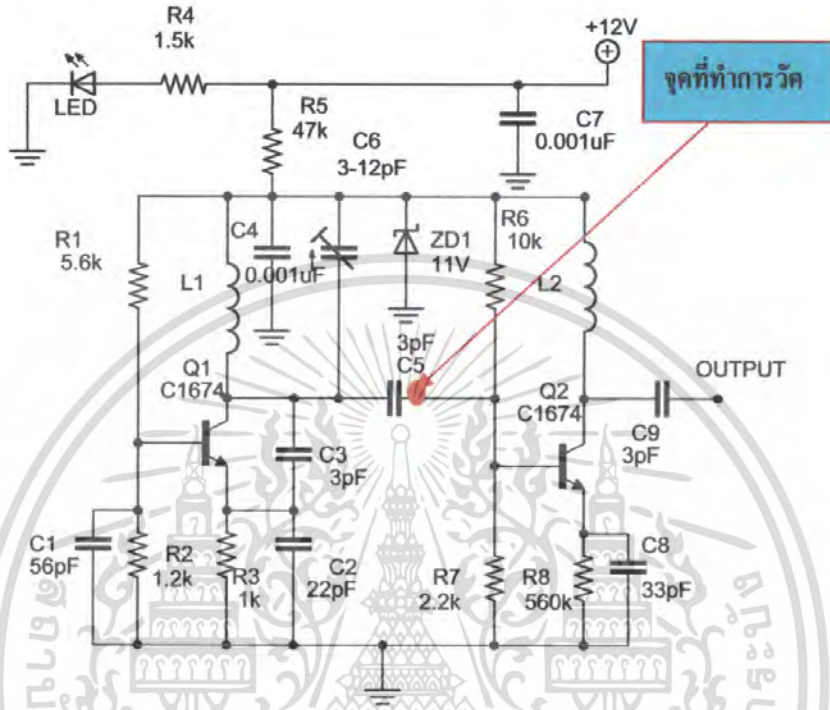 R4
1.5k
+12V
จุดที่ทำการวัด
LED
R5
47k
C6
3-12pF
C7
0.001uF
R1
5.6k
C4
0.001uF
L1
ZD1
11V
R6
10k
L2
3pF
C5
Q1
C1674
Q2
C1674
OUTPUT
C9
3pF
C3
3pF
C1
56pF
R2
1.2k
R3
1k
C2
22pF
R7
2.2k
R8
560k
C8
33pF